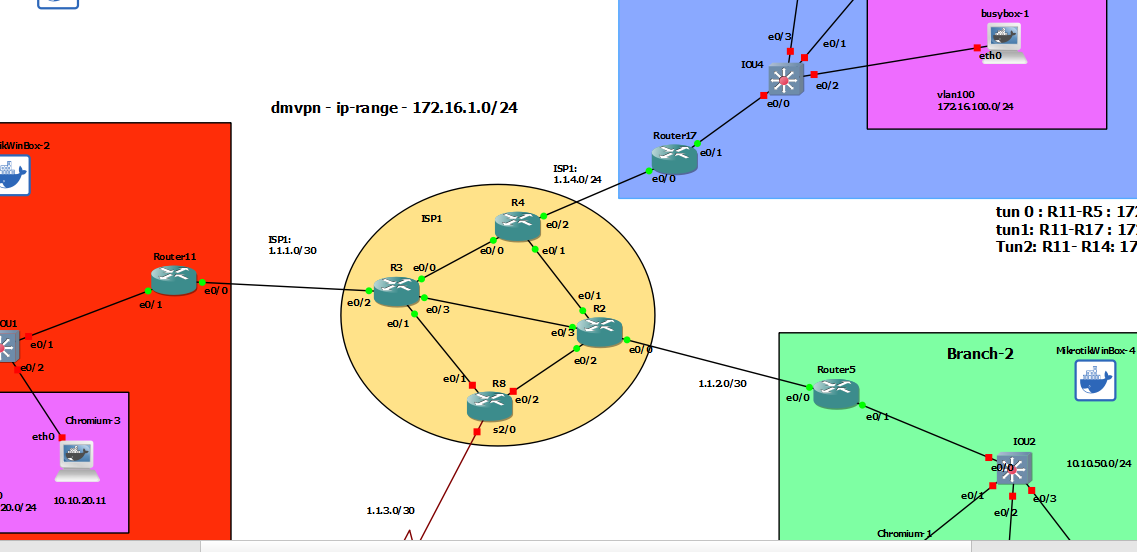 busybox-1
e0/3
e0/1
IOU4
eth0
e0/2
vlan100
172.16.100.0/24
e0/0
dmvpn - ip-range - 172.16.1.0/24
Router17
e0/1
ikWinBox-2
ISP1:
1.1.4.0/24
e0/0
R4
ISP1
e0/2
tun 0 : R11-R5 : 172
tun1: R11-R17 : 17
Tun2: R11- R14: 17
ISP1:
1.1.1.0/30
e0/0
e0/1
Router11
R3
e0/0
e0/0
e0/1
e0/2
e0/3
e0/1
e0/1
R2
e0/3
e0/0
e0/2
OU1
e0/1
e0/2
Branch-2
MikrotikWinBox-4
Router5
e0/0
e0/1
1.1.2.0/30
R8
e0/1
e0/2
s2/0
Chromium-3
eth0
10.10.20.11
20.0/24
IOU2
e0/0
10.10.50.0/24
e0/1
e0/2
e0/3
1.1.3.0/30
Chromium-1